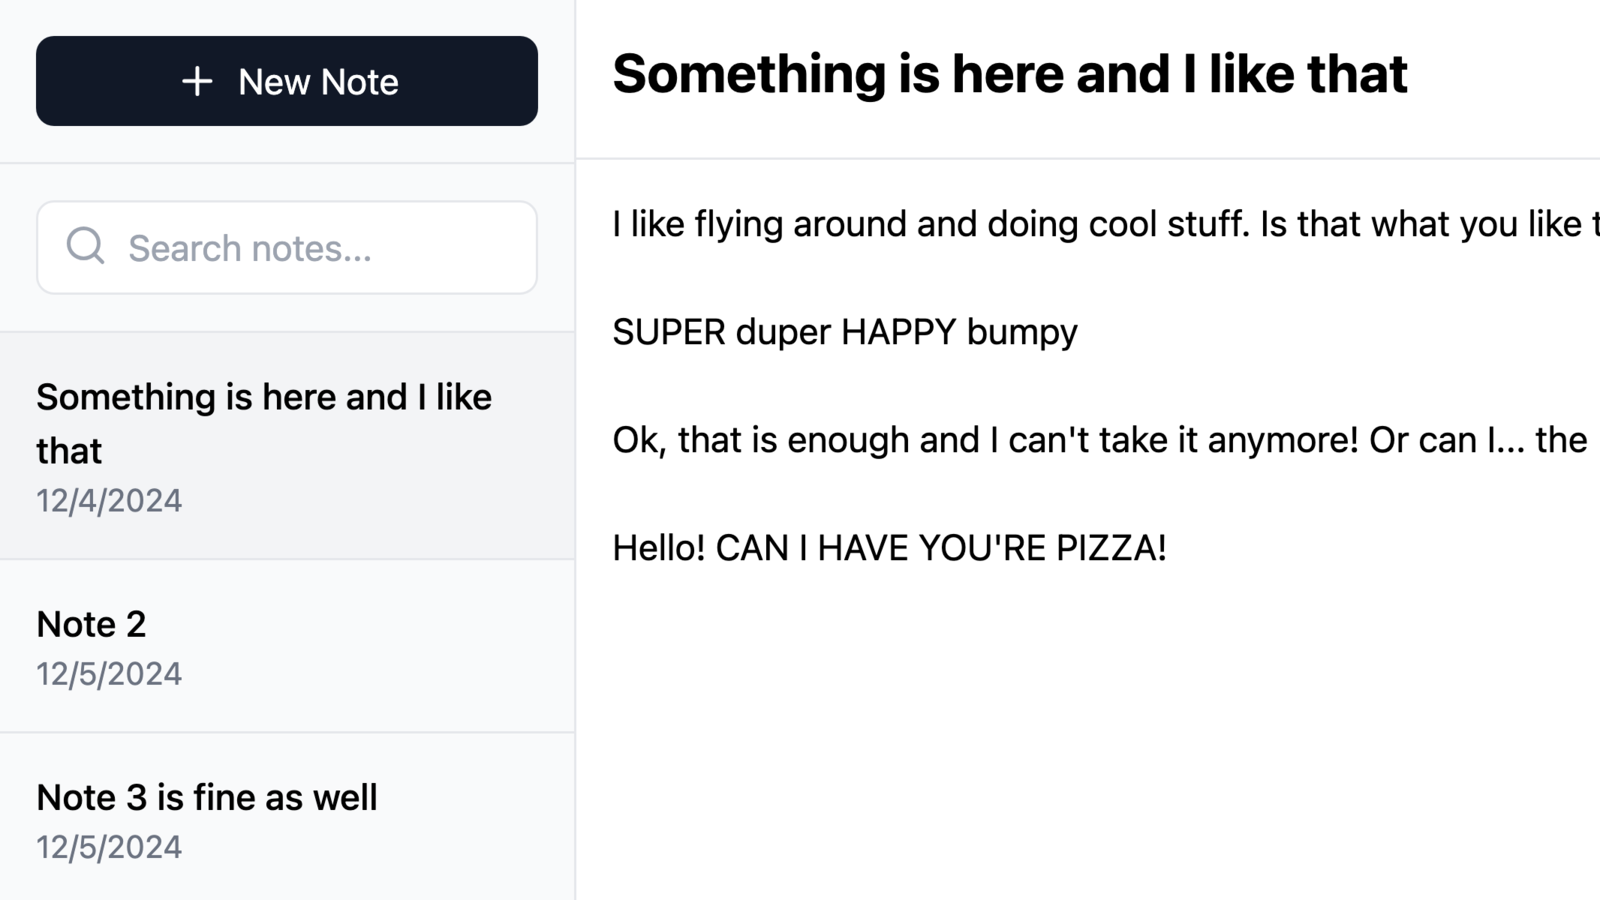 New Note
Search notes...
Something is here and I like
that
12/4/2024
Note 2
12/5/2024
Note 3 is fine as well
12/5/2024
Something is here and I like that
I like flying around and doing cool stuff. Is that what you like
SUPER duper HAPPY bumpy
Ok, that is enough and I can't take it anymore! Or can I... the
Hello! CAN I HAVE YOU'RE PIZZA!